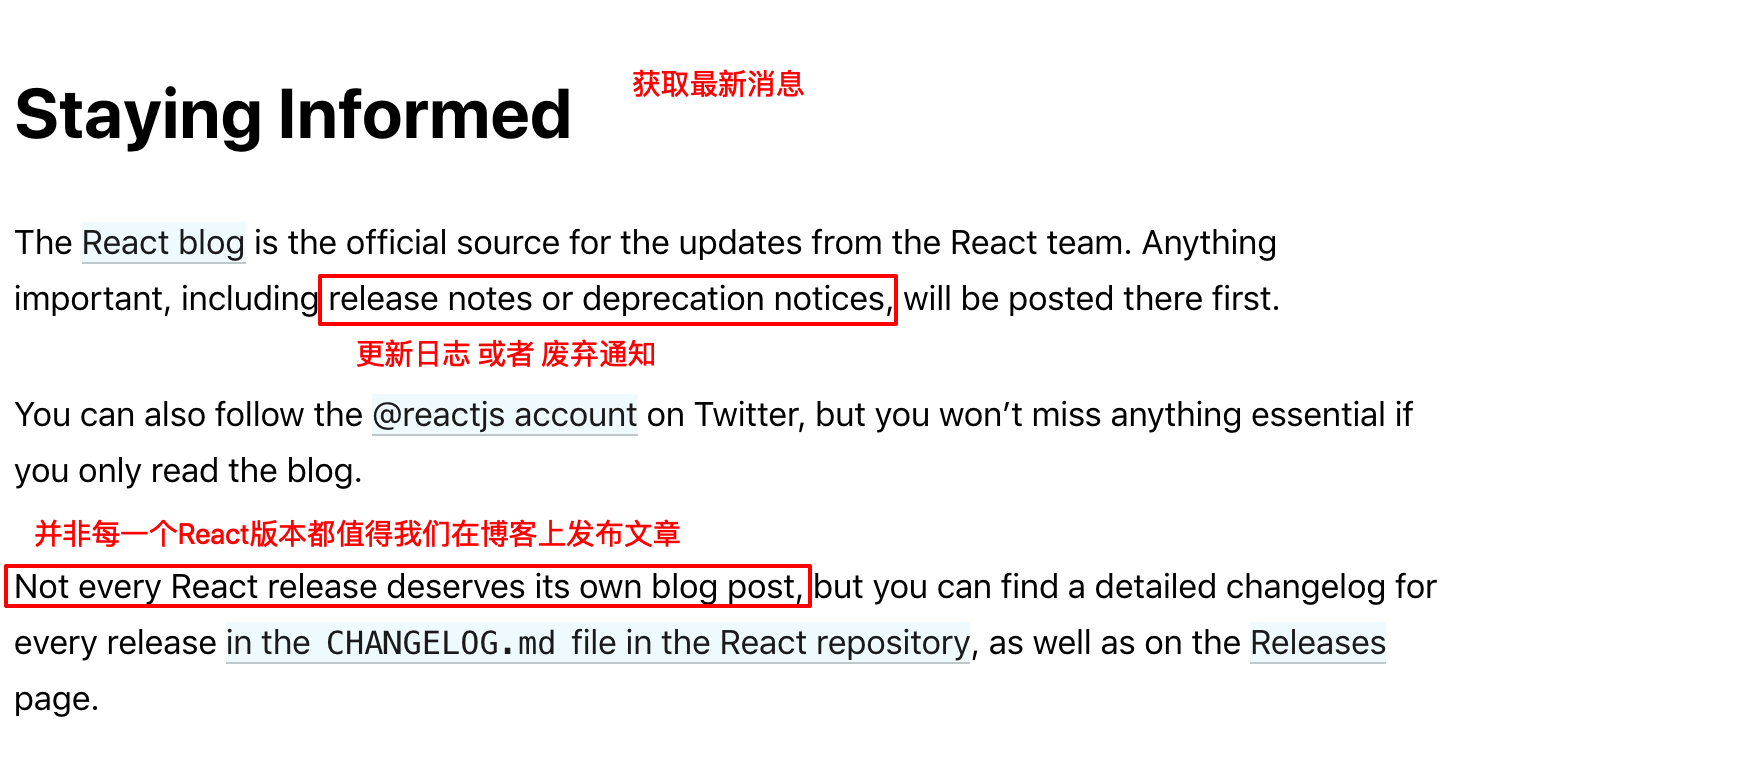 获取最新消息
Staying Informed
The React blog is the official source for the updates from the React team. Anything
important, including release notes or deprecation notices, will be posted there first.
更新日志 或者 废弃通知
You can also follow the @reactjs account on Twitter, but you won’t miss anything essential if
you only read the blog.
并非每一个React版本都值得我们在博客上发布文章
Not every React release deserves its own blog post, but you can find a detailed changelog for
every release in the CHANGELOG.md file in the React repository, as well as on the Releases
page.